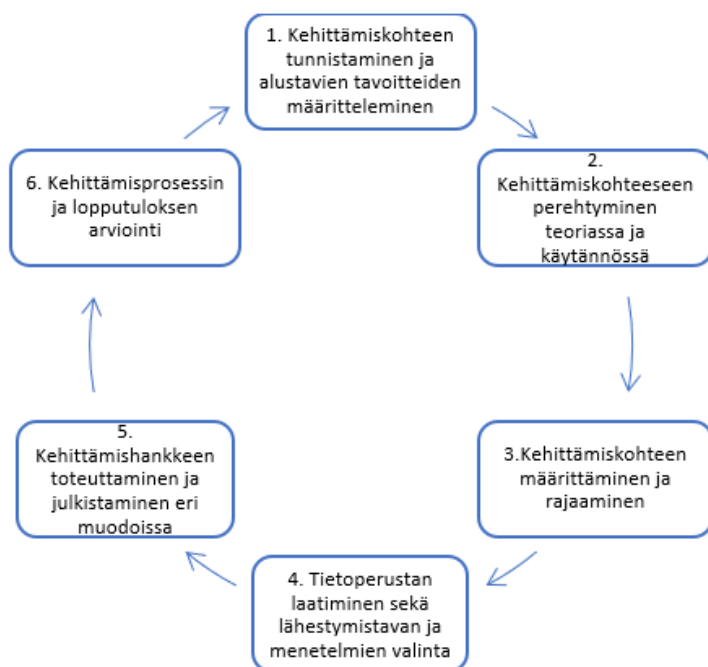 1. Kehittämiskohteen
tunnistaminen ja
alustavien tavoitteiden
määritteleminen
2.
Kehittämiskohteeseen
perehtyminen
teoriassa ja
käytännössä
3.Kehittämiskohteen
määrittäminen ja
rajaaminen
4. Tietoperustan
laatiminen sekä
lähestymistavan ja
menetelmien valinta
5.
Kehittämishankkeen
toteuttaminen ja
julkistaminen eri
muodoissa
6. Kehittämisprosessin
ja lopputuloksen
arviointi